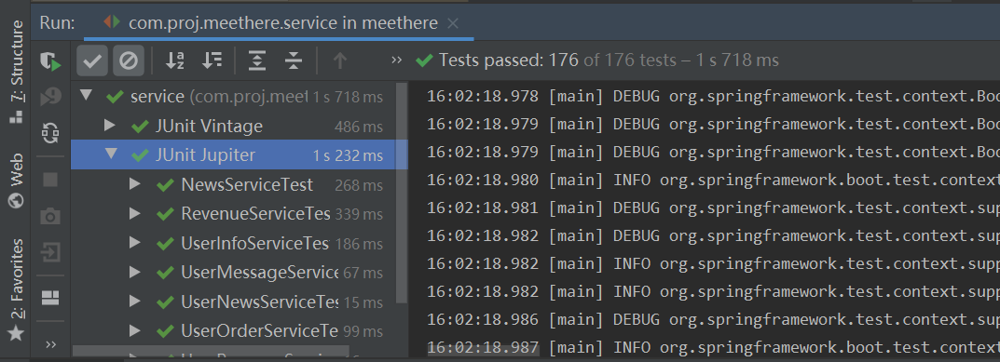 Run: com.proj.meethere.service in meethere ×
Tests passed: 176 of 176 tests – 1 s 718 ms
7: Structure
Web
2: Favorites
service (com.proj.meet 1 s 718 ms
JUnit Vintage 486 ms
JUnit Jupiter 1 s 232 ms
NewsServiceTest 268 ms
RevenueServiceTes 339 ms
UserInfoServiceTes 186 ms
UserMessageService 67 ms
UserNewsServiceTes 15 ms
UserOrderServiceTe 99 ms
16:02:18.978 [main] DEBUG org.springframework.test.context.Boo
16:02:18.979 [main] DEBUG org.springframework.test.context.Boo
16:02:18.979 [main] DEBUG org.springframework.test.context.Boo
16:02:18.980 [main] INFO org.springframework.boot.test.context
16:02:18.981 [main] DEBUG org.springframework.test.context.sup
16:02:18.982 [main] DEBUG org.springframework.test.context.sup
16:02:18.982 [main] INFO org.springframework.test.context.supp
16:02:18.982 [main] INFO org.springframework.test.context.supp
16:02:18.986 [main] DEBUG org.springframework.test.context.sup
16:02:18.987 [main] INFO org.springframework.boot.test.context